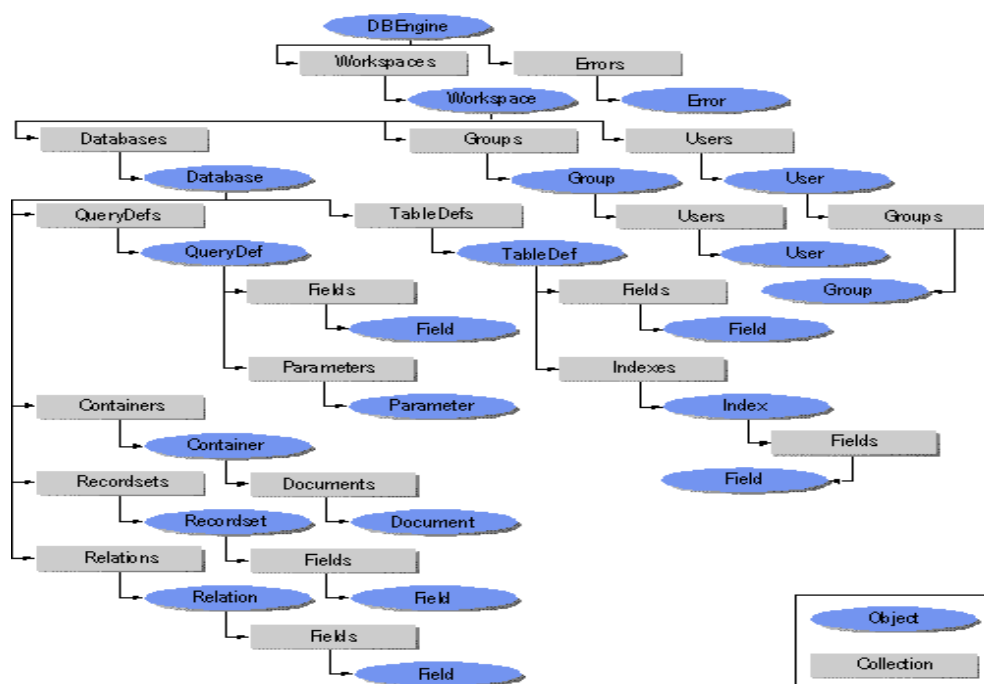 DBEngine
Workspaces
Errors
Workspace
Error
Databases
Groups
Users
Database
Group
User
QueryDefs
TableDefs
Users
Groups
QueryDef
TableDef
User
Fields
Fields
Group
Field
Field
Parameters
Indexes
Containers
Parameter
Index
Container
Fields
Recordsets
Documents
Field
Recordset
Document
Relations
Fields
Relation
Field
Object
Fields
Collection
Field